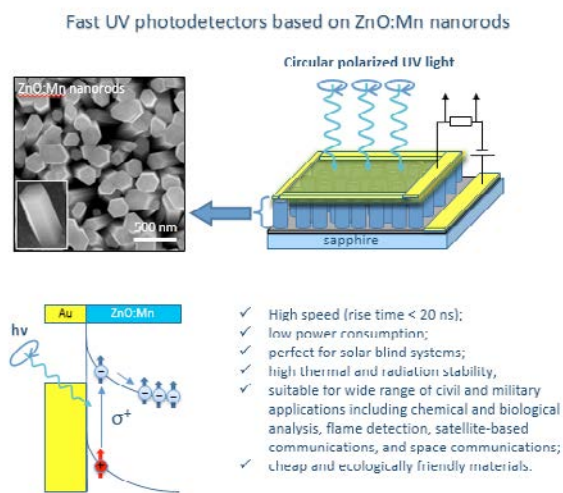 Fast UV photodetectors based on ZnO:Mn nanorods
Circular polarized UV light
ZnO:Mn nanorods
500 nm
sapphire
Au
ZnO:Mn
hν
σ⁺
✓ High speed (rise time < 20 ns);
✓ low power consumption;
✓ perfect for solar blind systems;
✓ high thermal and radiation stability,
✓ suitable for wide range of civil and military
applications including chemical and biological
analysis, flame detection, satellite-based
communications, and space communications;
✓ cheap and ecologically friendly materials.